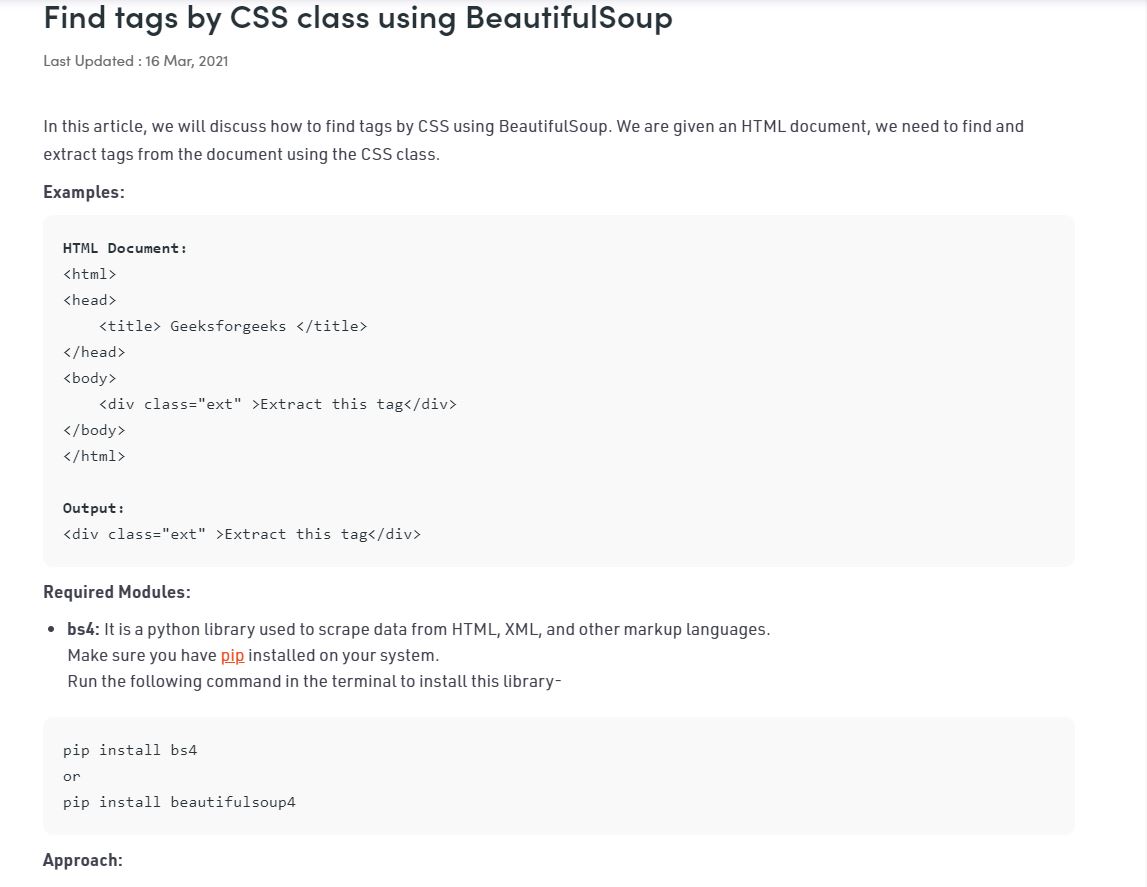 Find tags by CSS class using BeautifulSoup
Last Updated : 16 Mar, 2021
In this article, we will discuss how to find tags by CSS using BeautifulSoup. We are given an HTML document, we need to find and
extract tags from the document using the CSS class.
Examples:
HTML Document:
<html>
<head>
    <title> Geeksforgeeks </title>
</head>
<body>
    <div class="ext" >Extract this tag</div>
</body>
</html>
Output:
<div class="ext" >Extract this tag</div>
Required Modules:
• bs4: It is a python library used to scrape data from HTML, XML, and other markup languages.
Make sure you have pip installed on your system.
Run the following command in the terminal to install this library-
pip install bs4
or
pip install beautifulsoup4
Approach: